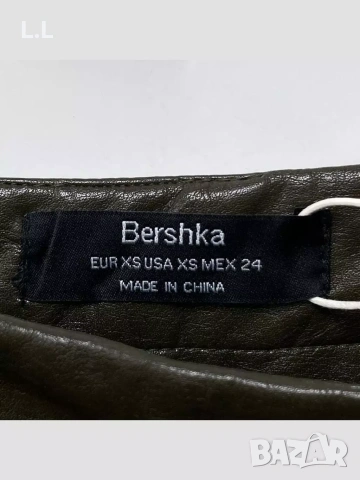 L.L
Bershka
EUR XS USA XS MEX 24
MADE IN CHINA
BAZAR